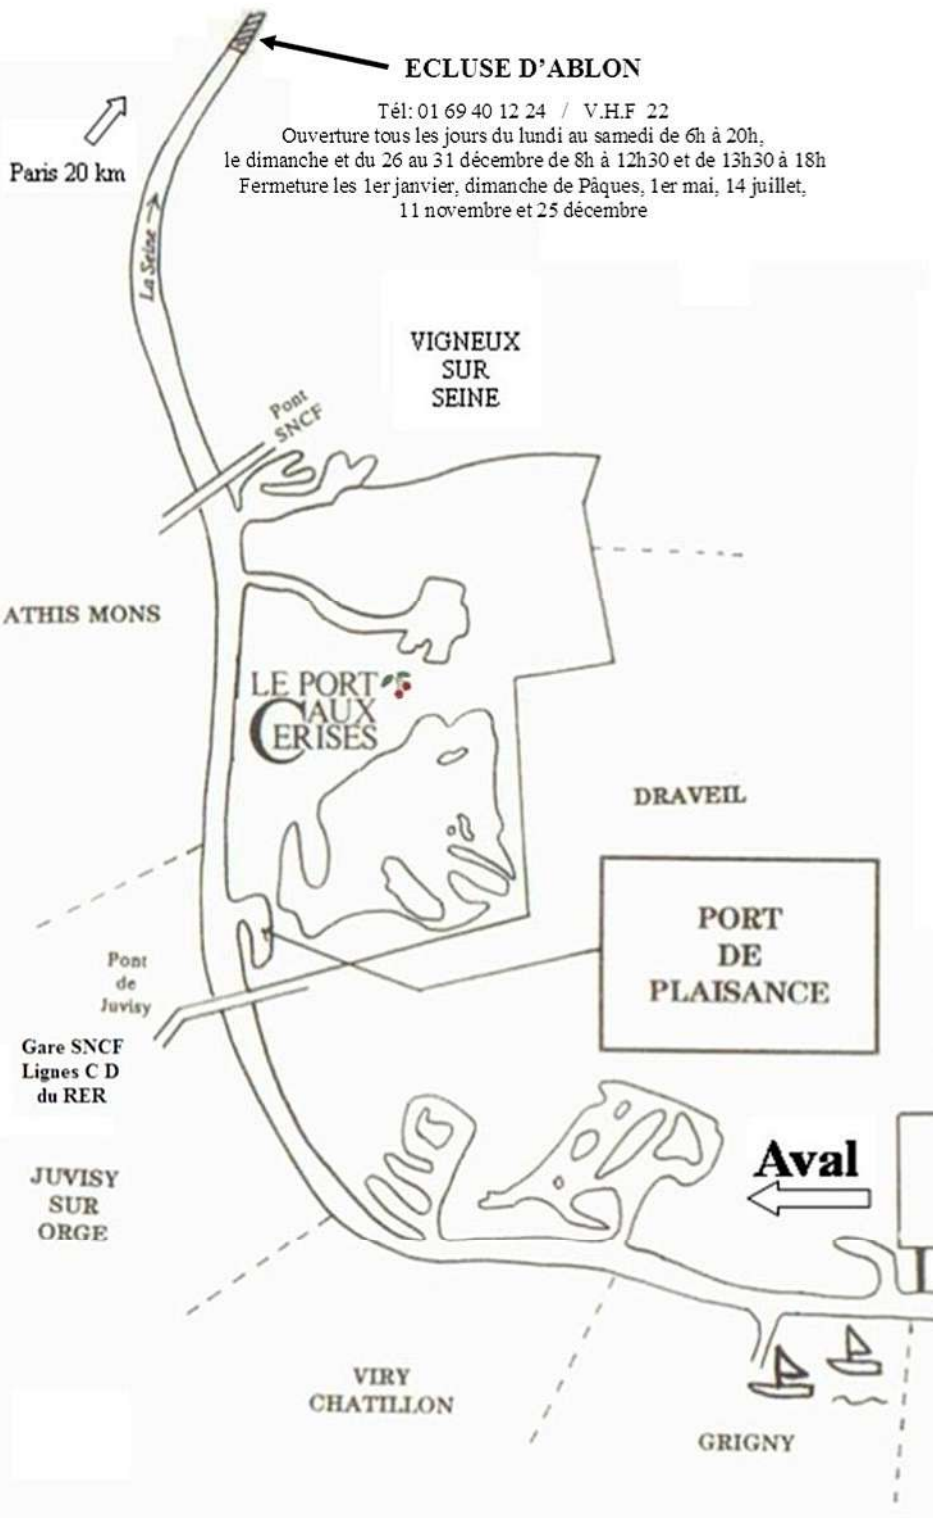 ECLUSE D'ABLON
Tél: 01 69 40 12 24 / V.H.F 22
Ouverture tous les jours du lundi au samedi de 6h à 20h,
le dimanche et du 26 au 31 décembre de 8h à 12h30 et de 13h30 à 18h
Fermeture les 1er janvier, dimanche de Pâques, 1er mai, 14 juillet,
11 novembre et 25 décembre
Paris 20 km
La Seine
VIGNEUX
SUR
SEINE
Pont
SNCF
ATHIS MONS
LE PORT
AUX
CERISES
DRAVEIL
PORT
DE
PLAISANCE
Pont
de
Juvisy
Gare SNCF
Lignes C D
du RER
JUVISY
SUR
ORGE
Aval
VIRY
CHATILLON
GRIGNY